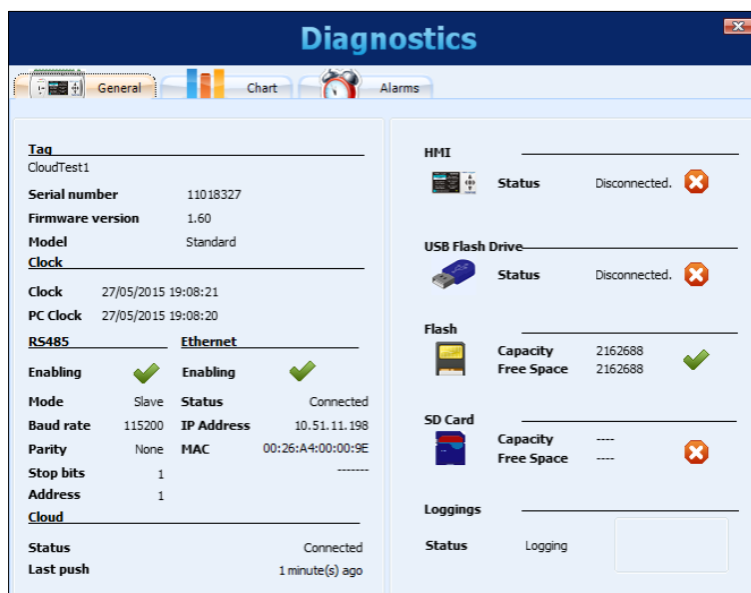 Diagnostics
General Chart Alarms
Tag
CloudTest1
Serial number 11018327
Firmware version 1.60
Model Standard
Clock
Clock 27/05/2015 19:08:21
PC Clock 27/05/2015 19:08:20
RS485 Ethernet
Enabling Enabling
Mode Slave Status Connected
Baud rate 115200 IP Address 10.51.11.198
Parity None MAC 00:26:A4:00:00:9E
Stop bits 1 -------
Address 1
Cloud
Status Connected
Last push 1 minute(s) ago
HMI
Status Disconnected.
USB Flash Drive
Status Disconnected.
Flash
Capacity 2162688
Free Space 2162688
SD Card
Capacity ----
Free Space ----
Loggings
Status Logging